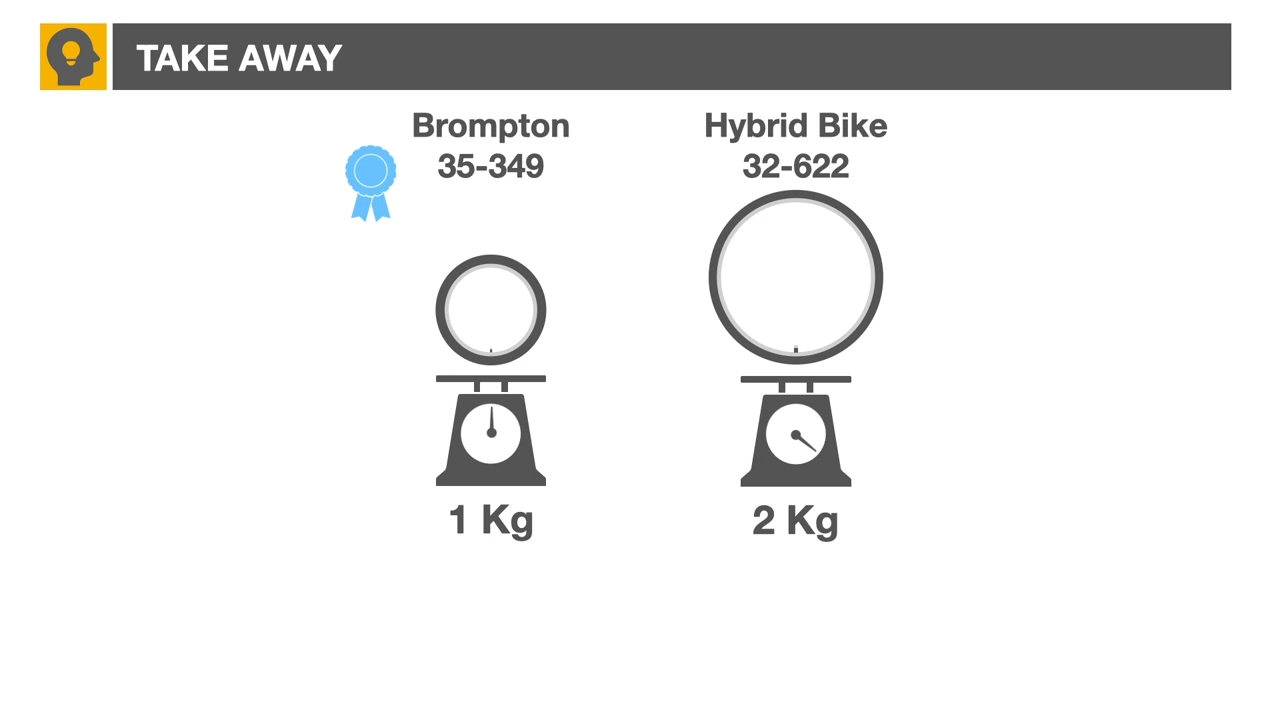 TAKE AWAY
Brompton
35-349
Hybrid Bike
32-622
1 Kg
2 Kg